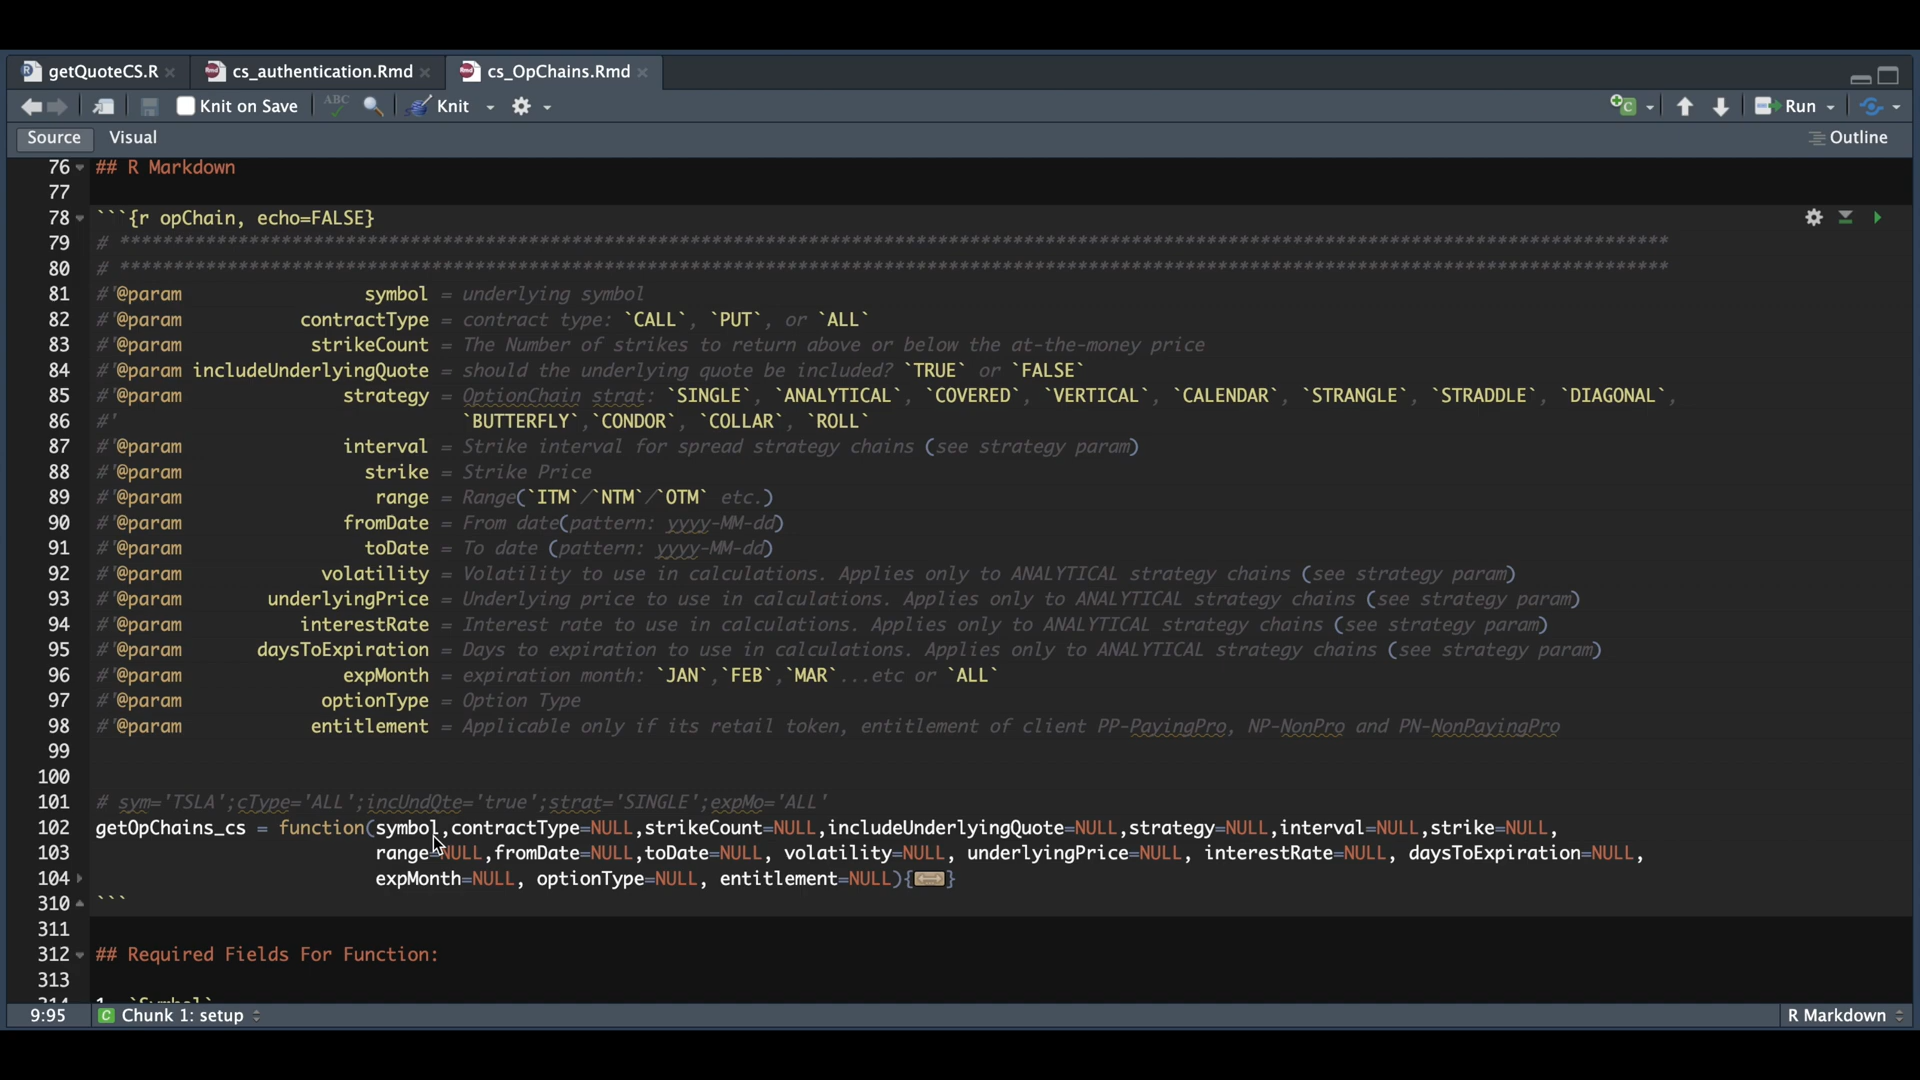 getQuoteCS.R cs_authentication.Rmd cs_OpChains.Rmd
Knit on Save ABC Knit Run
Source Visual Outline
76 ## R Markdown
77
78 ```{r opChain, echo=FALSE}
79 # ************************************************************************************************************************************************
80 # ************************************************************************************************************************************************
81 #'@param symbol = underlying symbol
82 #'@param contractType = contract type: `CALL`, `PUT`, or `ALL`
83 #'@param strikeCount = The Number of strikes to return above or below the at-the-money price
84 #'@param includeUnderlyingQuote = should the underlying quote be included? `TRUE` or `FALSE`
85 #'@param strategy = OptionChain strat: `SINGLE`, `ANALYTICAL`, `COVERED`, `VERTICAL`, `CALENDAR`, `STRANGLE`, `STRADDLE`, `DIAGONAL`,
86 #' `BUTTERFLY`,`CONDOR`, `COLLAR`, `ROLL`
87 #'@param interval = Strike interval for spread strategy chains (see strategy param)
88 #'@param strike = Strike Price
89 #'@param range = Range(`ITM`/`NTM`/`OTM` etc.)
90 #'@param fromDate = From date(pattern: yyyy-MM-dd)
91 #'@param toDate = To date (pattern: yyyy-MM-dd)
92 #'@param volatility = Volatility to use in calculations. Applies only to ANALYTICAL strategy chains (see strategy param)
93 #'@param underlyingPrice = Underlying price to use in calculations. Applies only to ANALYTICAL strategy chains (see strategy param)
94 #'@param interestRate = Interest rate to use in calculations. Applies only to ANALYTICAL strategy chains (see strategy param)
95 #'@param daysToExpiration = Days to expiration to use in calculations. Applies only to ANALYTICAL strategy chains (see strategy param)
96 #'@param expMonth = expiration month: `JAN`,`FEB`,`MAR`...etc or `ALL`
97 #'@param optionType = Option Type
98 #'@param entitlement = Applicable only if its retail token, entitlement of client PP-PayingPro, NP-NonPro and PN-NonPayingPro
99
100
101 # sym='TSLA';cType='ALL';incUndQte='true';strat='SINGLE';expMo='ALL'
102 getOpChains_cs = function(symbol,contractType=NULL,strikeCount=NULL,includeUnderlyingQuote=NULL,strategy=NULL,interval=NULL,strike=NULL,
103 range=NULL,fromDate=NULL,toDate=NULL, volatility=NULL, underlyingPrice=NULL, interestRate=NULL, daysToExpiration=NULL,
104 expMonth=NULL, optionType=NULL, entitlement=NULL){}
310 ```
311
312 ## Required Fields For Function:
313
314 1. `Symbol`
9:95 C Chunk 1: setup R Markdown